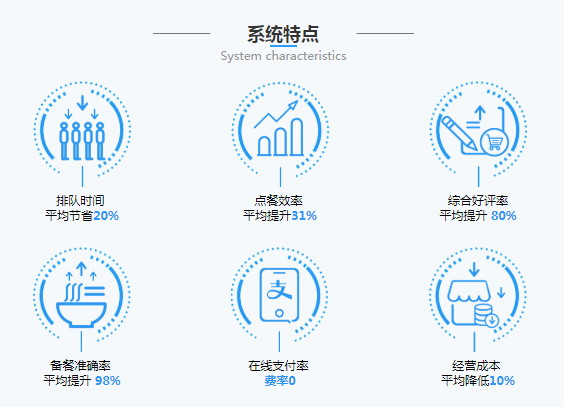 系统特点
System characteristics
排队时间
平均节省20%
点餐效率
平均提升31%
综合好评率
平均提升 80%
支
备餐准确率
平均提升 98%
在线支付率
费率0
经营成本
平均降低10%